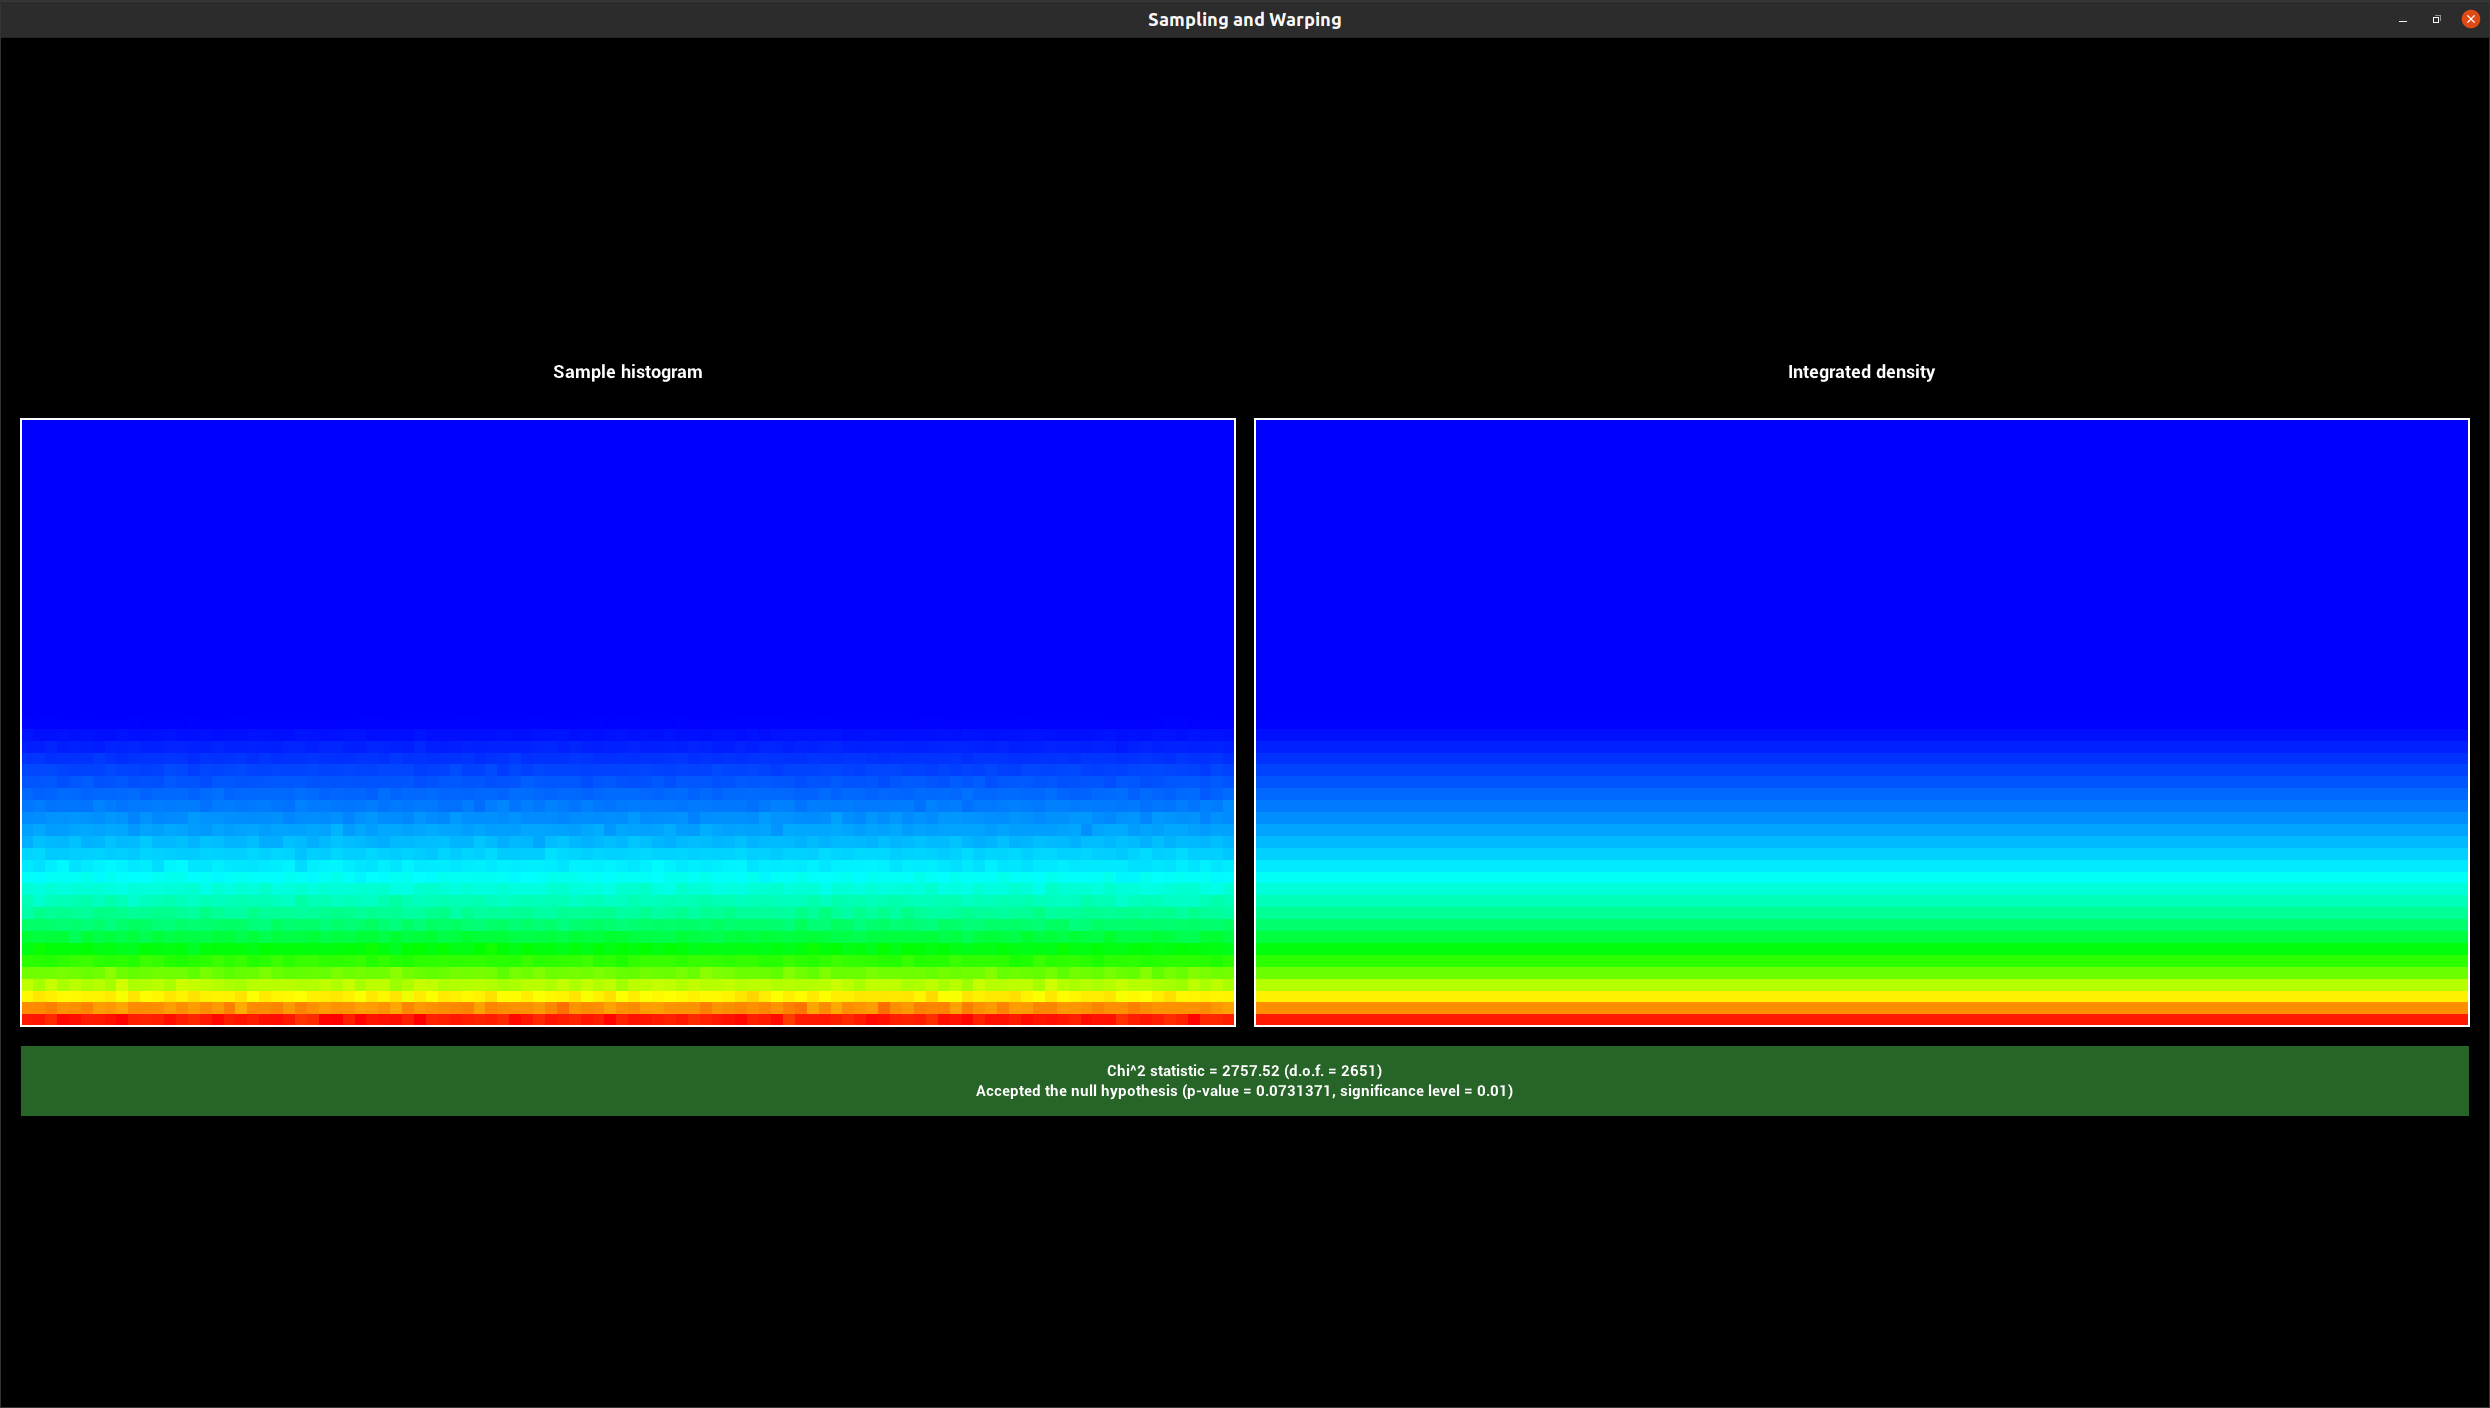 Sampling and Warping
Sample histogram
Integrated density
Chi^2 statistic = 2757.52 (d.o.f. = 2651)
Accepted the null hypothesis (p-value = 0.0731371, significance level = 0.01)